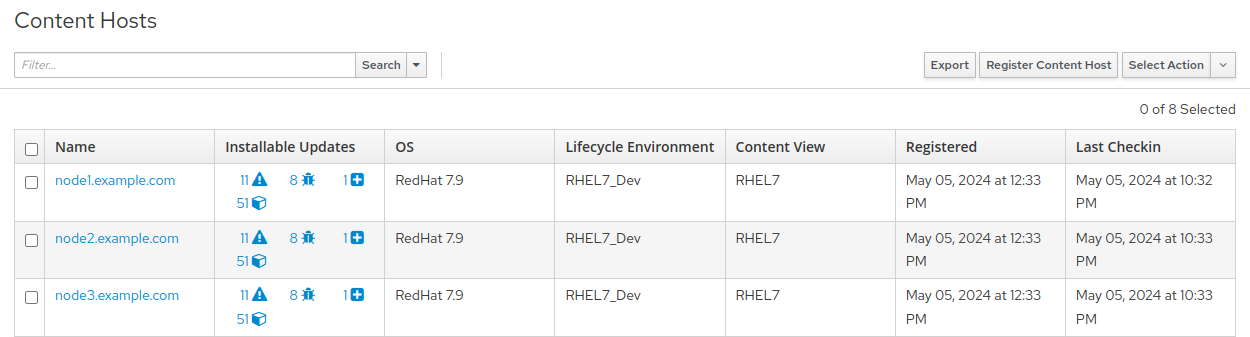 Content Hosts
Filter... Search
Export Register Content Host Select Action
0 of 8 Selected
Name Installable Updates OS Lifecycle Environment Content View Registered Last Checkin
node1.example.com 11 8 1 RedHat 7.9 RHEL7_Dev RHEL7 May 05, 2024 at 12:33 May 05, 2024 at 10:32
51 PM PM
node2.example.com 11 8 1 RedHat 7.9 RHEL7_Dev RHEL7 May 05, 2024 at 12:33 May 05, 2024 at 10:33
51 PM PM
node3.example.com 11 8 1 RedHat 7.9 RHEL7_Dev RHEL7 May 05, 2024 at 12:33 May 05, 2024 at 10:33
51 PM PM